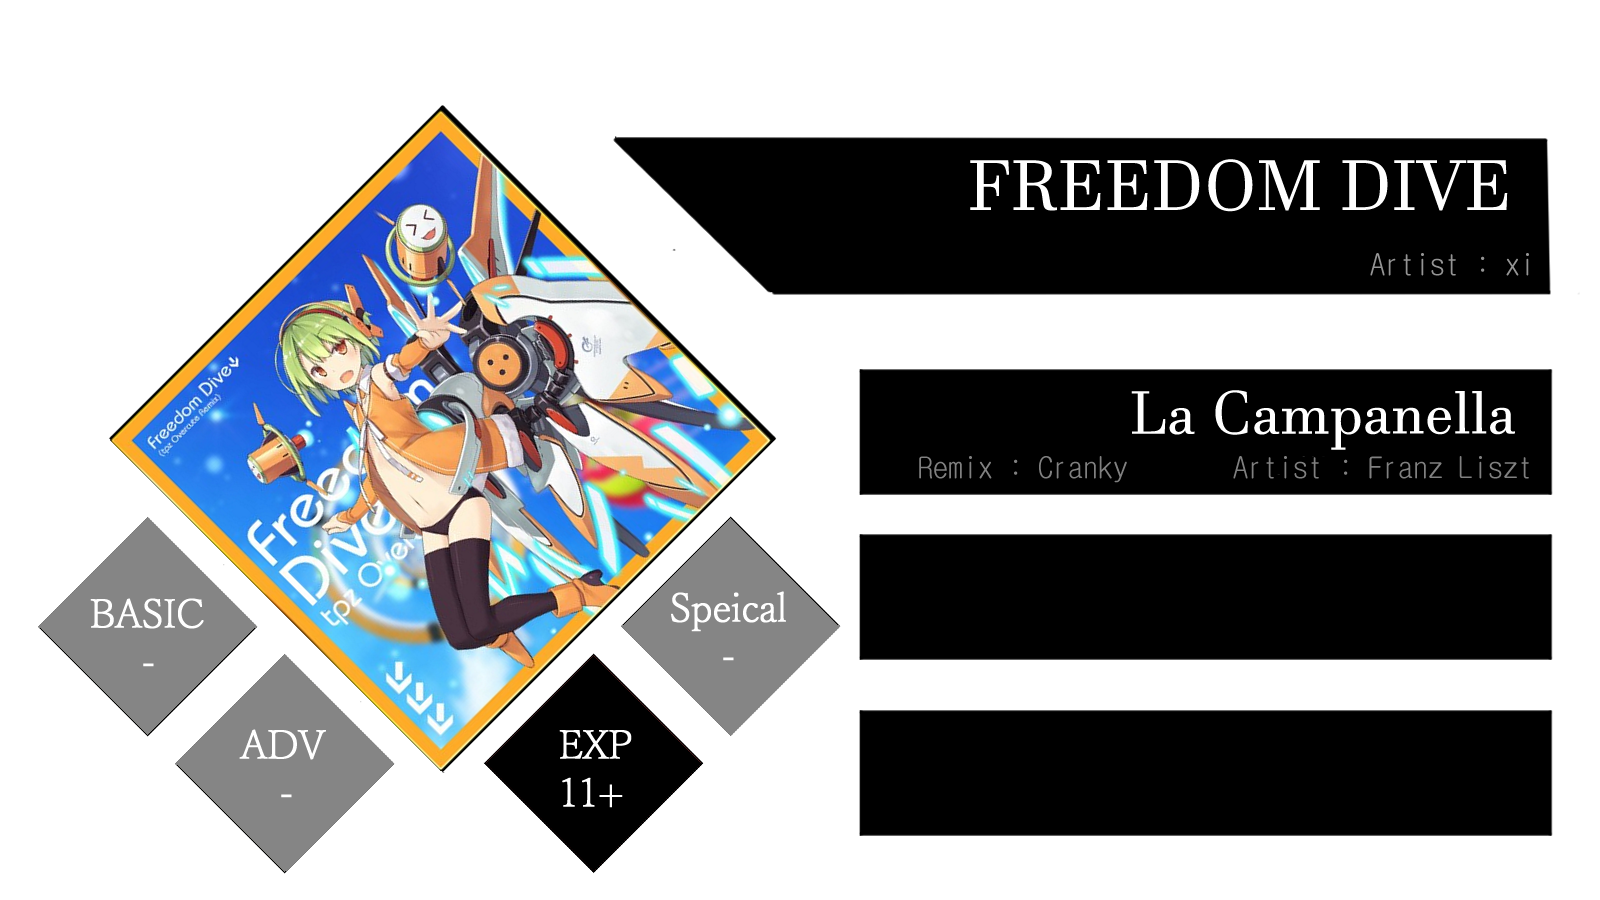 FREEDOM DIVE
Artist : xi
Freedom Dive
(tpz Overcute Remix)
Freedom
Dive
tpz Over
La Campanella
Remix : Cranky
Artist : Franz Liszt
BASIC
-
ADV
-
EXP
11+
Speical
-